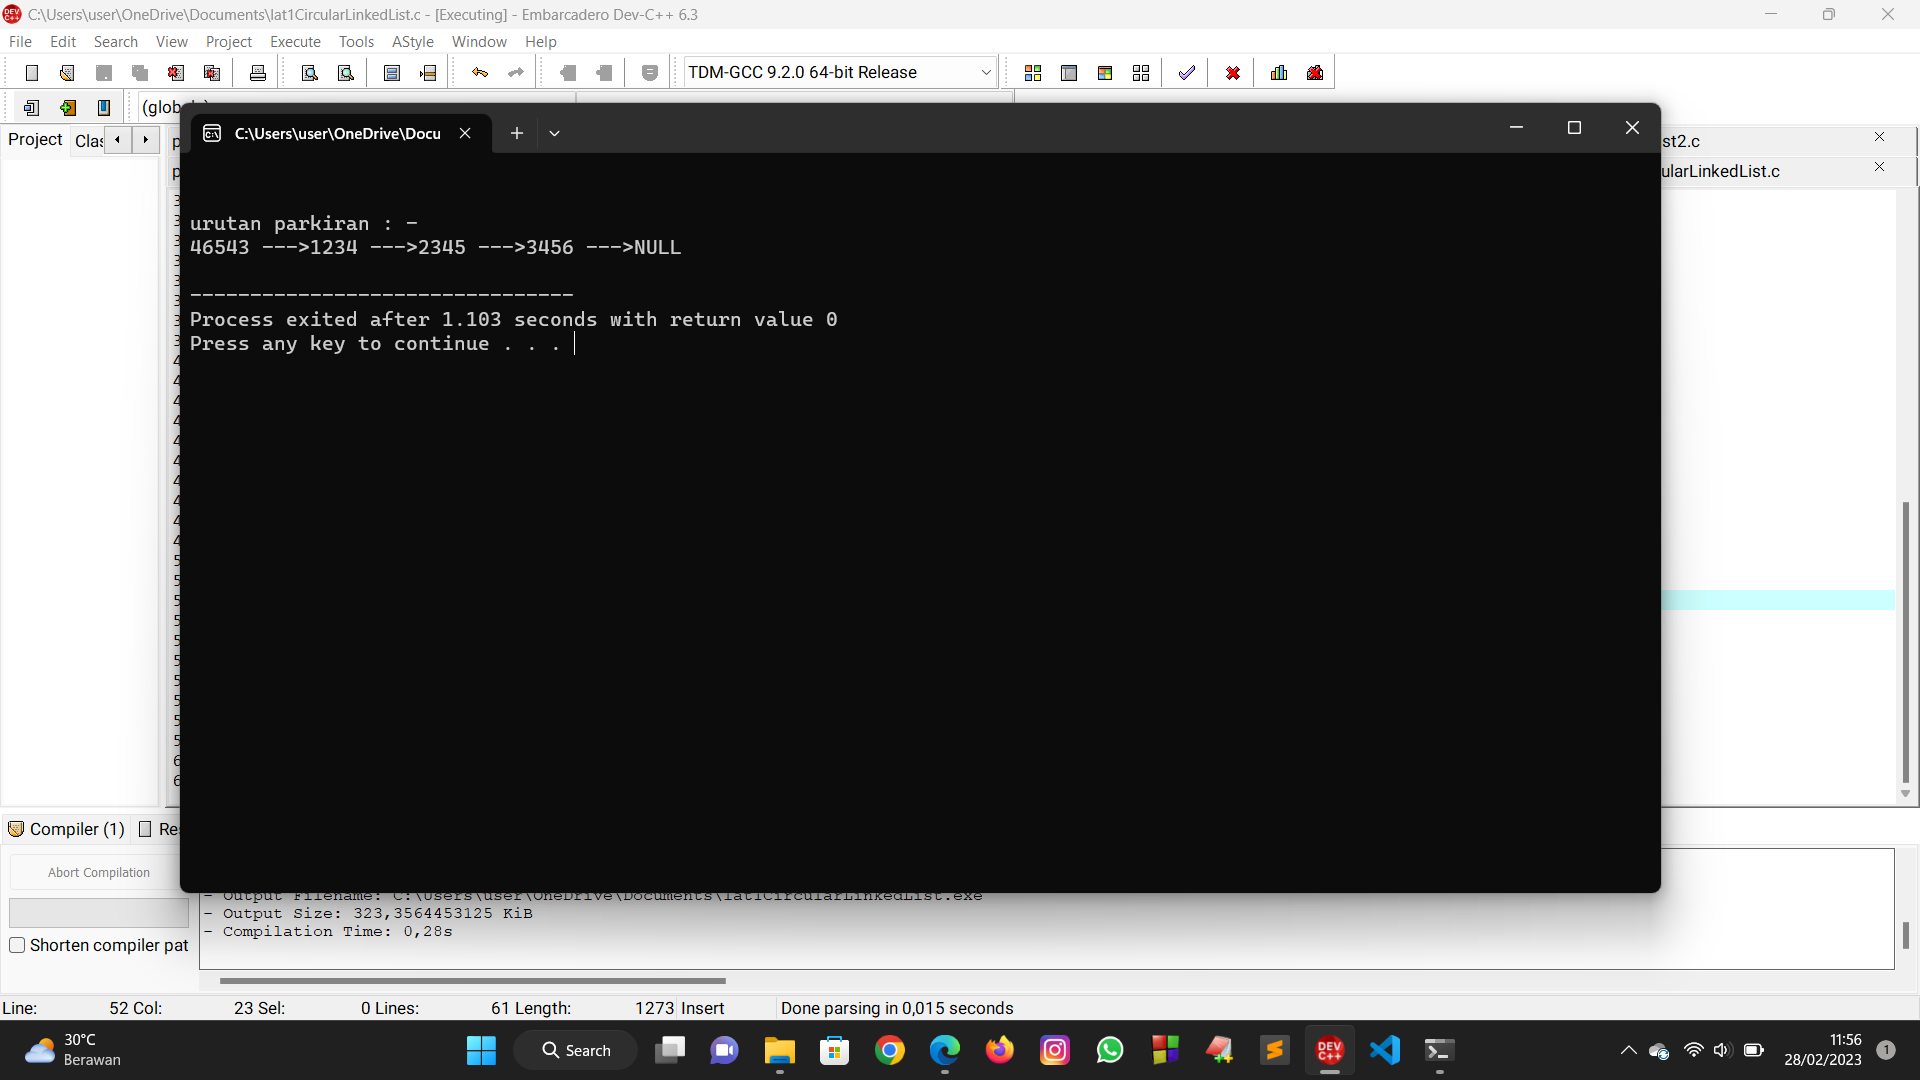 C:\Users\user\OneDrive\Documents\lat1CircularLinkedList.c - [Executing] - Embarcadero Dev-C++ 6.3
File Edit Search View Project Execute Tools AStyle Window Help
TDM-GCC 9.2.0 64-bit Release
Project
C:\Users\user\OneDrive\Docu
st2.c
ularLinkedList.c
urutan parkiran : -
46543 --->1234 --->2345 --->3456 --->NULL
--------------------------------
Process exited after 1.103 seconds with return value 0
Press any key to continue . . .
Compiler (1)
Abort Compilation
- Output Filename: C:\Users\user\OneDrive\Documents\lat1CircularLinkedList.exe
- Output Size: 323,3564453125 KiB
- Compilation Time: 0,28s
Shorten compiler pat
Line: 52 Col: 23 Sel: 0 Lines: 61 Length: 1273 Insert Done parsing in 0,015 seconds
30°C
Berawan
Search
DEV C++
11:56
28/02/2023
1